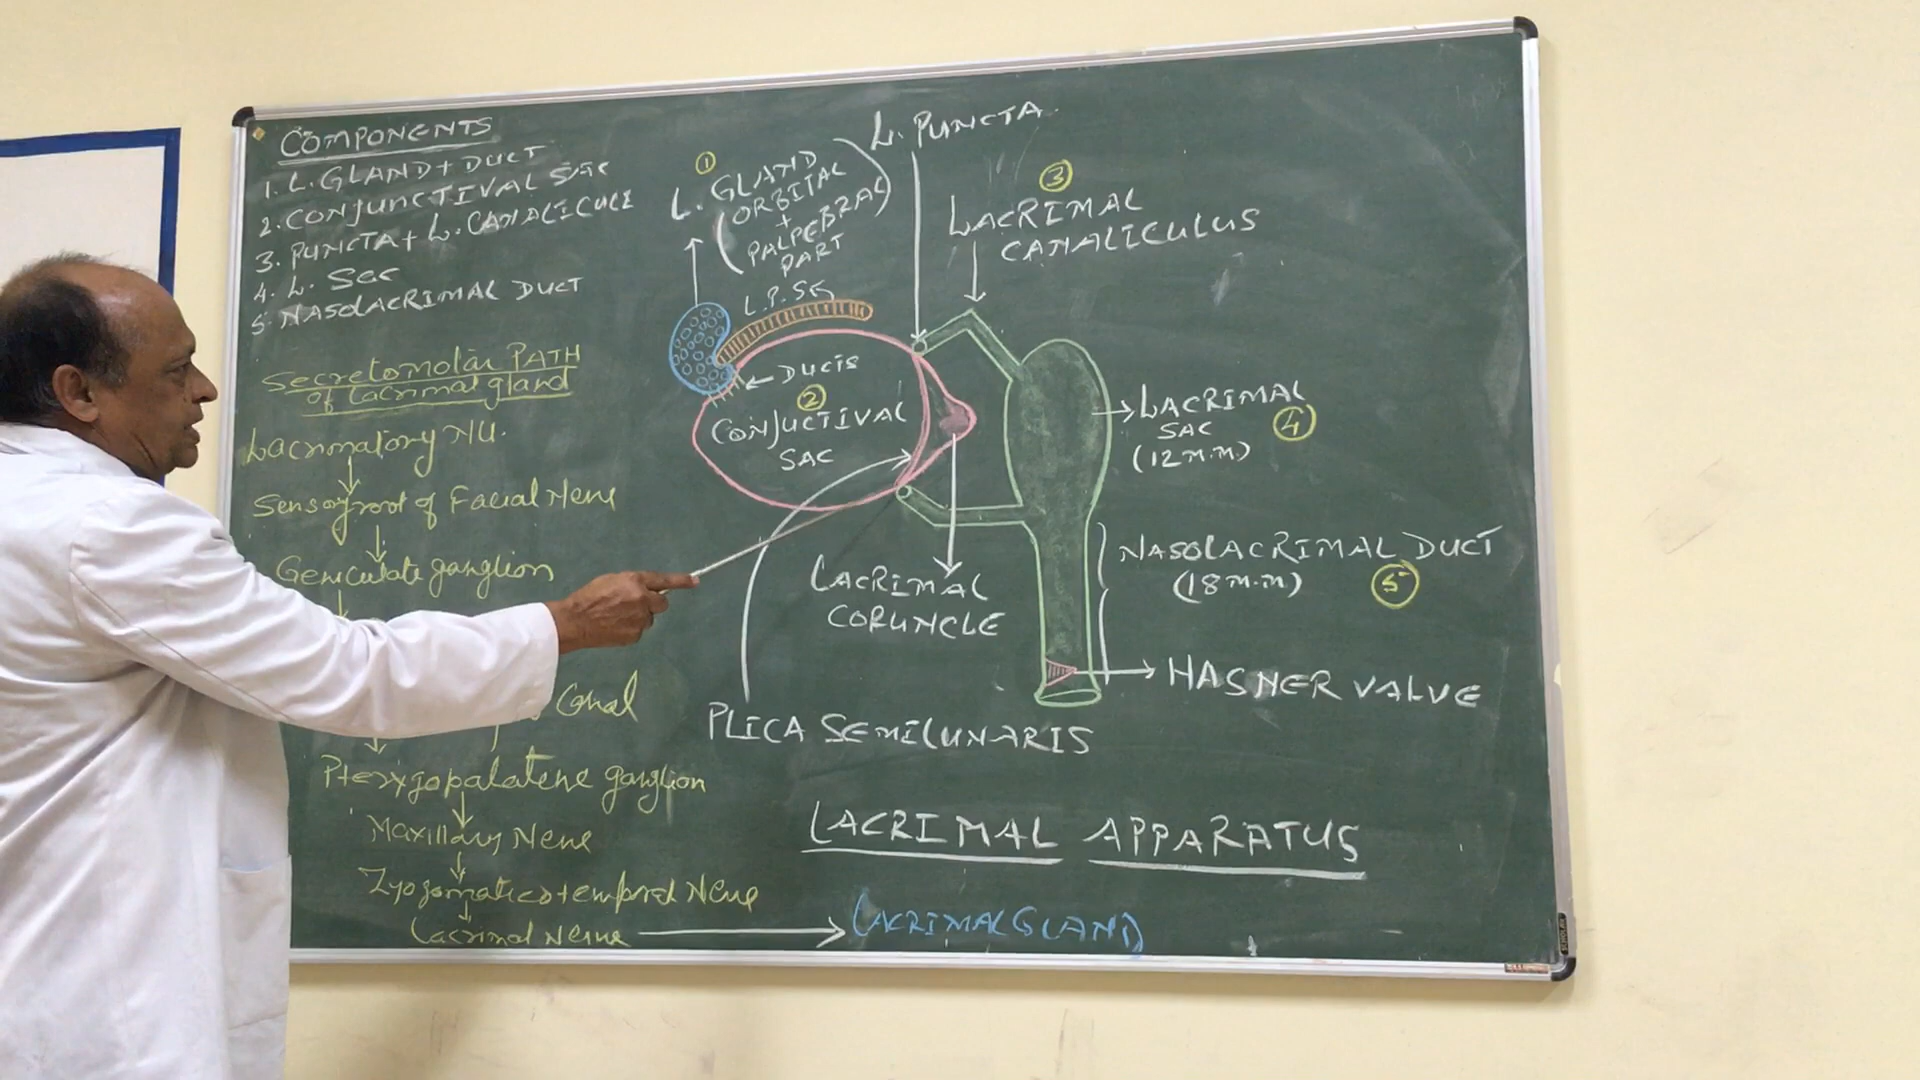 COMPONENTS
1. L. GLAND + DUCT
2. CONJUNCTIVAL SAC
3. PUNCTA + L. CANALICULI
4. L. Sac
5. NASOLACRIMAL DUCT
Secretomotor PATH
of Lacrimal gland
Lacrimatory NU.
Sensory root of Facial Nerve
Geniculate ganglion
Canal
Pterygopalatine ganglion
Maxillary Nerve
Zygomaticotemporal Nerve
Lacrimal Nerve
LACRIMAL GLAND
1
L. GLAND
(ORBITAL
+
PALPEBRAL)
PART
L.P.S
L. PUNCTA
3
LACRIMAL
CANALICULUS
DUCTS
2
CONJUCTIVAL
SAC
LACRIMAL
SAC
(12 M.M)
4
NASOLACRIMAL DUCT
(18 M.M)
5
LACRIMAL
CORUNCLE
HASNER VALVE
PLICA SEMILUNARIS
LACRIMAL APPARATUS